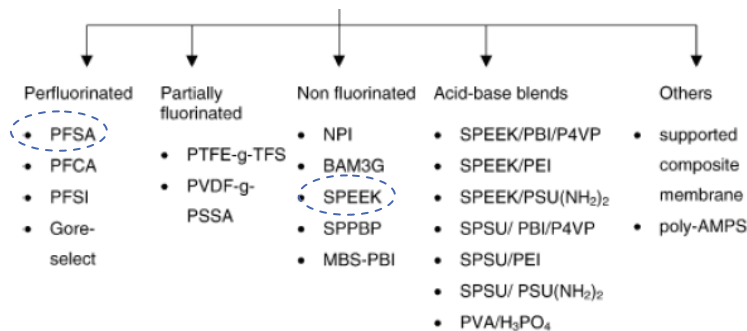 Perfluorinated
• PFSA
• PFCA
• PFSI
• Gore-
select
Partially
fluorinated
• PTFE-g-TFS
• PVDF-g-
PSSA
Non fluorinated
• NPI
• BAM3G
• SPEEK
• SPPBP
• MBS-PBI
Acid-base blends
• SPEEK/PBI/P4VP
• SPEEK/PEI
• SPEEK/PSU(NH₂)₂
• SPSU/ PBI/P4VP
• SPSU/PEI
• SPSU/ PSU(NH₂)₂
• PVA/H₃PO₄
Others
• supported
composite
membrane
• poly-AMPS